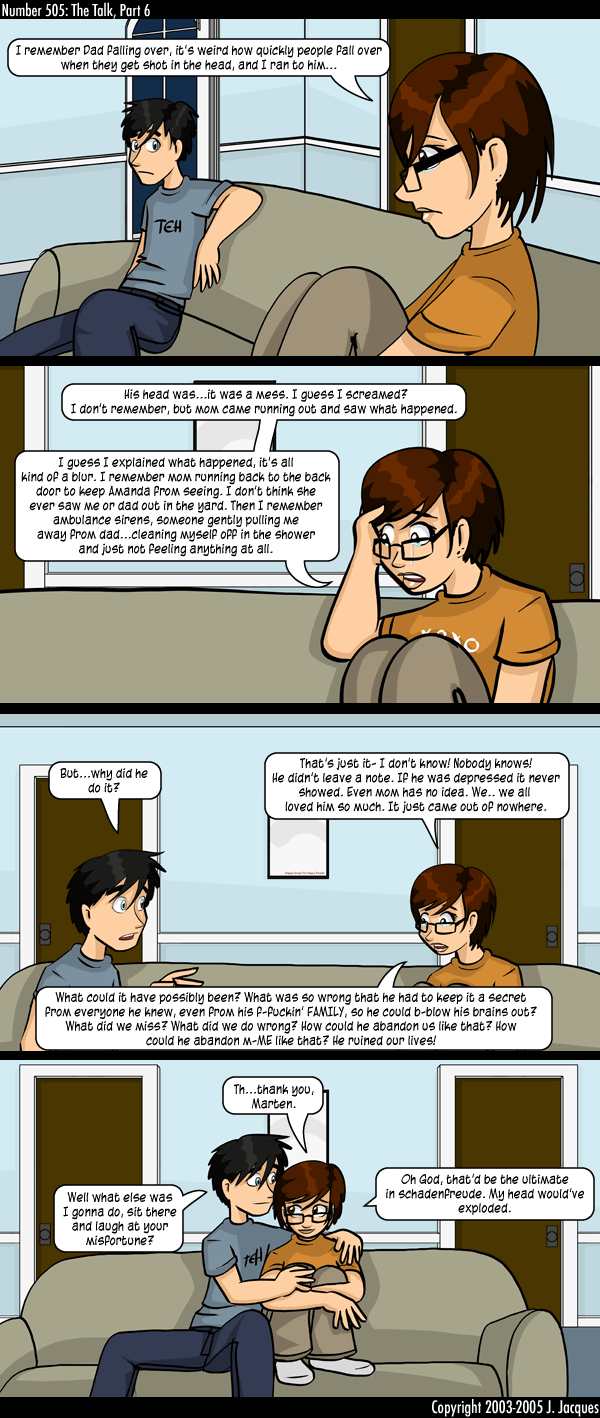 Number 505: The Talk, Part 6
I remember Dad falling over, it's weird how quickly people fall over
when they get shot in the head, and I ran to him...
TEH
His head was...it was a mess. I guess I screamed?
I don't remember, but mom came running out and saw what happened.
I guess I explained what happened, it's all
kind of a blur. I remember mom running back to the back
door to keep Amanda from seeing. I don't think she
ever saw me or dad out in the yard. Then I remember
ambulance sirens, someone gently pulling me
away from dad...cleaning myself off in the shower
and just not feeling anything at all.
But...why did he
do it?
That's just it- I don't know! Nobody knows!
He didn't leave a note. If he was depressed it never
showed. Even mom has no idea. We.. we all
loved him so much. It just came out of nowhere.
What could it have possibly been? What was so wrong that he had to keep it a secret
from everyone he knew, even from his f-fuckin' FAMILY, so he could b-blow his brains out?
What did we miss? What did we do wrong? How could he abandon us like that? How
could he abandon m-ME like that? He ruined our lives!
Th...thank you,
Marten.
Well what else was
I gonna do, sit there
and laugh at your
misfortune?
Oh God, that'd be the ultimate
in schadenfreude. My head would've
exploded.
TEH
Copyright 2003-2005 J. Jacques